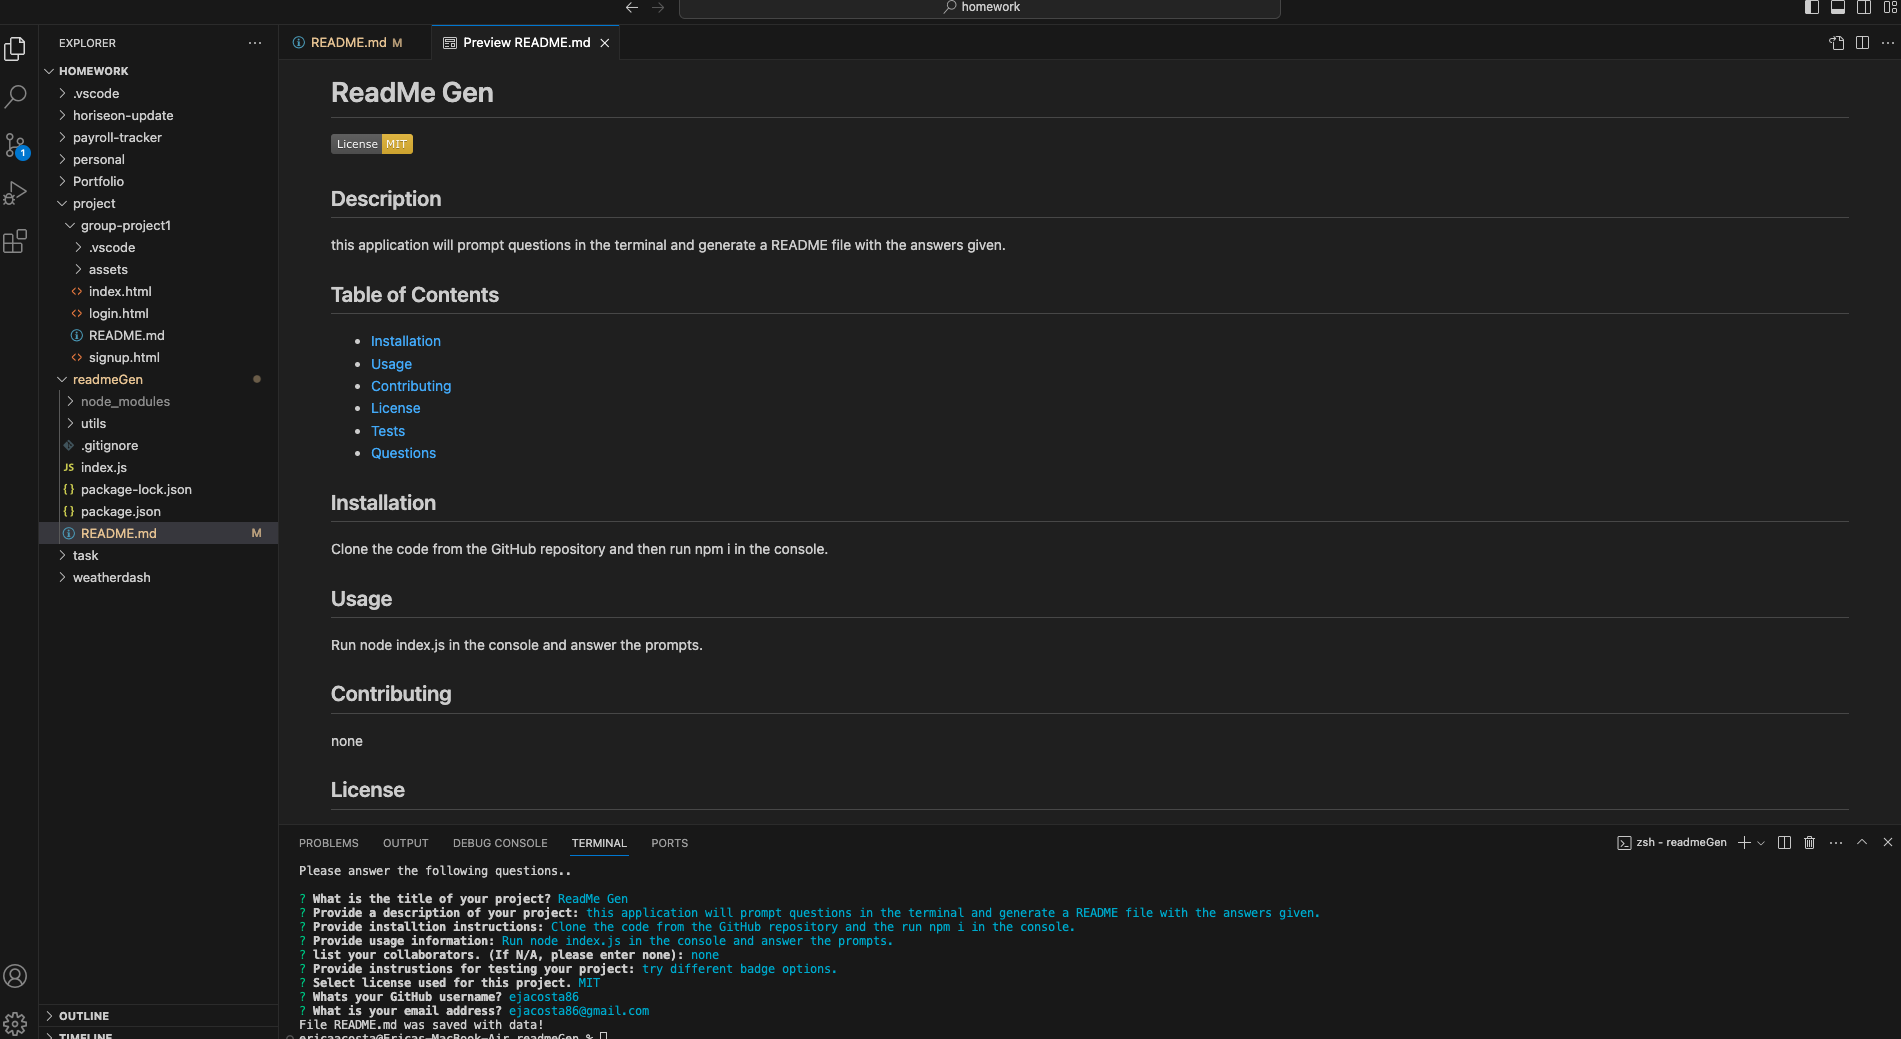 homework
EXPLORER
README.md M
Preview README.md
HOMEWORK
.vscode
horiseon-update
payroll-tracker
personal
Portfolio
project
group-project1
.vscode
assets
index.html
login.html
README.md
signup.html
readmeGen
node_modules
utils
.gitignore
JS index.js
{} package-lock.json
{} package.json
README.md M
task
weatherdash
OUTLINE
TIMELINE
1
ReadMe Gen
License MIT
Description
this application will prompt questions in the terminal and generate a README file with the answers given.
Table of Contents
• Installation
• Usage
• Contributing
• License
• Tests
• Questions
Installation
Clone the code from the GitHub repository and then run npm i in the console.
Usage
Run node index.js in the console and answer the prompts.
Contributing
none
License
PROBLEMS OUTPUT DEBUG CONSOLE TERMINAL PORTS
zsh - readmeGen
Please answer the following questions..
? What is the title of your project? ReadMe Gen
? Provide a description of your project: this application will prompt questions in the terminal and generate a README file with the answers given.
? Provide installtion instructions: Clone the code from the GitHub repository and the run npm i in the console.
? Provide usage information: Run node index.js in the console and answer the prompts.
? list your collaborators. (If N/A, please enter none): none
? Provide instrustions for testing your project: try different badge options.
? Select license used for this project. MIT
? Whats your GitHub username? ejacosta86
? What is your email address? ejacosta86@gmail.com
File README.md was saved with data!
ericaacosta@Ericas-MacBook-Air readmeGen %